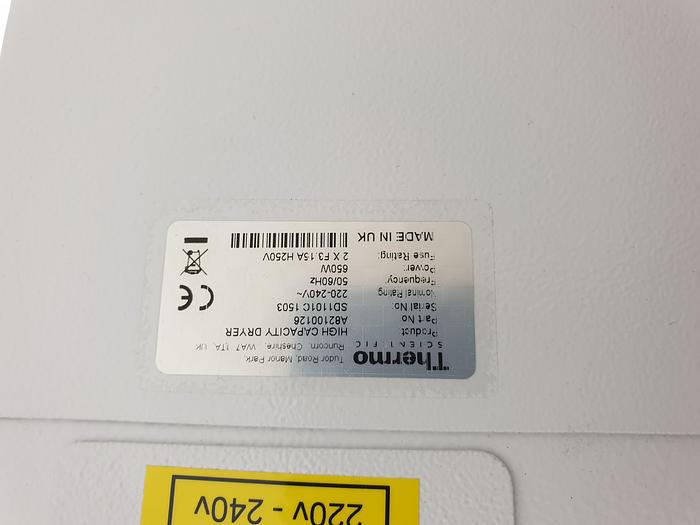 220v - 240v
Thermo
SCIENTIFIC
Tudor Road, Manor Park,
Runcorn, Cheshire, WA7 1TA, UK
Product HIGH CAPACITY DRYER
Part No A82100126
Serial No: SD1101C 1503
Nominal Rating 220-240V~
Frequency: 50/60Hz
Power: 650W
Fuse Rating: 2 X F3.15A H250V
MADE IN UK
CE